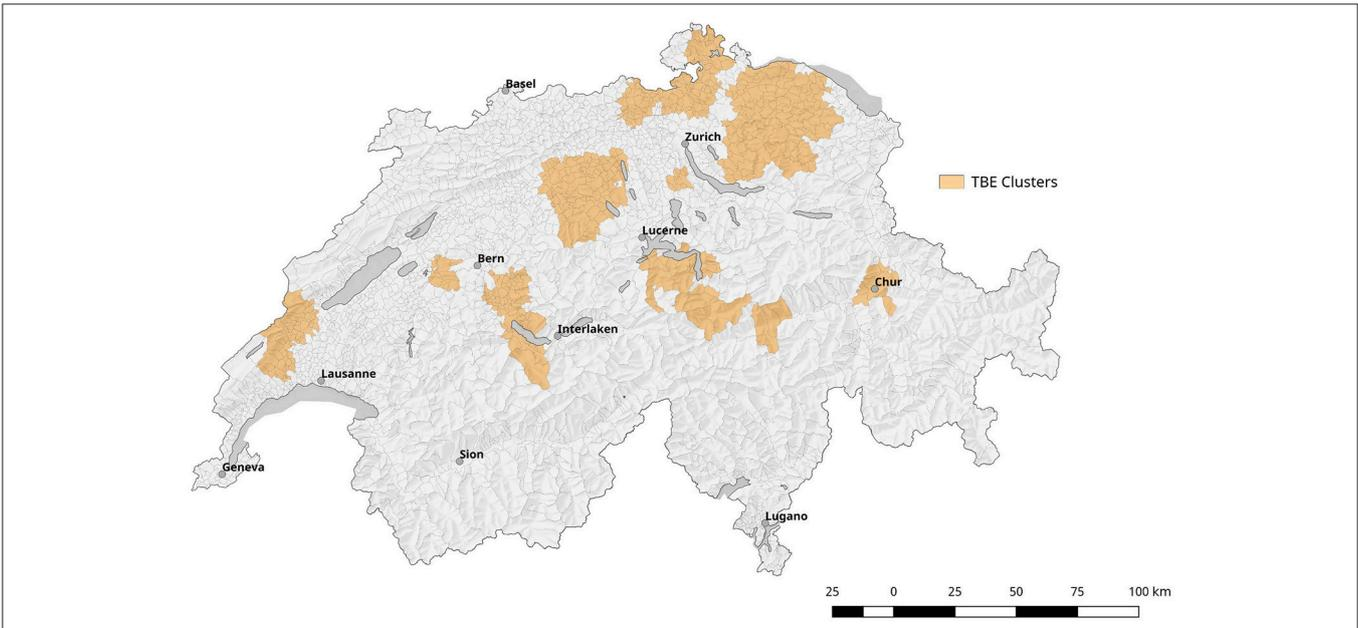 Basel
Zurich
TBE Clusters
Lucerne
Bern
Chur
Interlaken
Lausanne
Sion
Geneva
Lugano
25 0 25 50 75 100 km